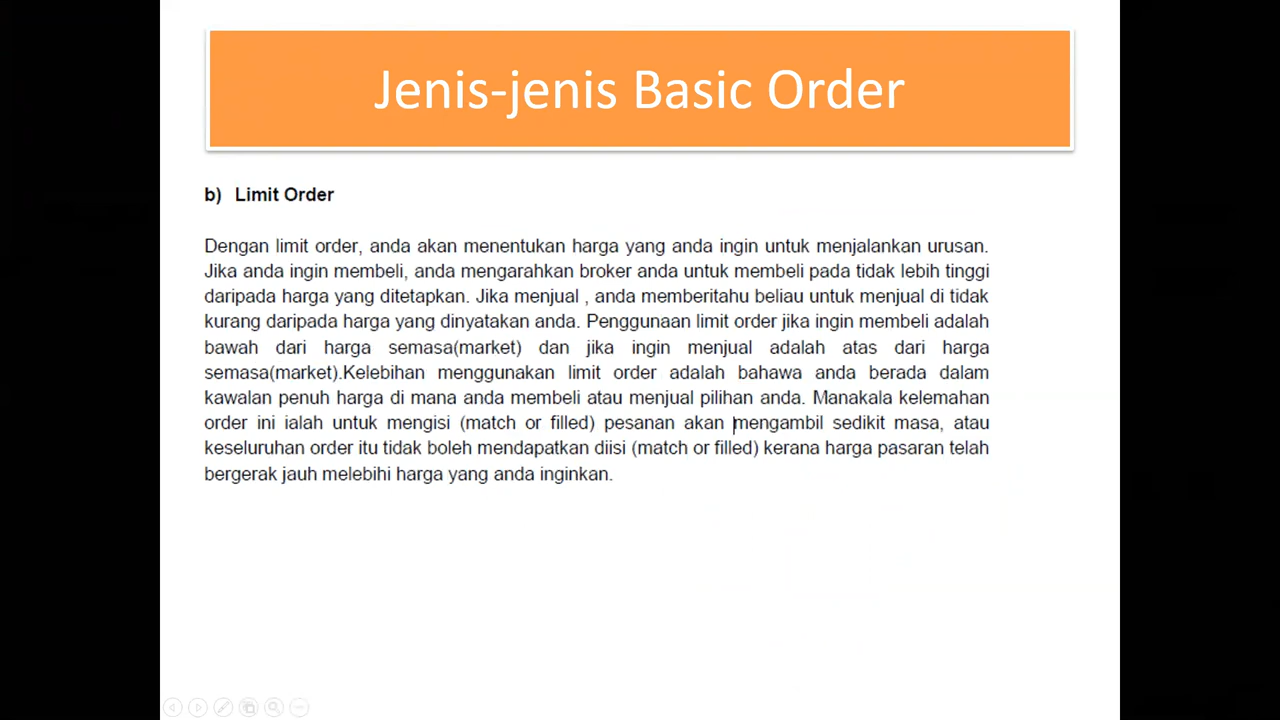 Jenis-jenis Basic Order
b) Limit Order
Dengan limit order, anda akan menentukan harga yang anda ingin untuk menjalankan urusan.
Jika anda ingin membeli, anda mengarahkan broker anda untuk membeli pada tidak lebih tinggi
daripada harga yang ditetapkan. Jika menjual , anda memberitahu beliau untuk menjual di tidak
kurang daripada harga yang dinyatakan anda. Penggunaan limit order jika ingin membeli adalah
bawah dari harga semasa(market) dan jika ingin menjual adalah atas dari harga
semasa(market).Kelebihan menggunakan limit order adalah bahawa anda berada dalam
kawalan penuh harga di mana anda membeli atau menjual pilihan anda. Manakala kelemahan
order ini ialah untuk mengisi (match or filled) pesanan akan mengambil sedikit masa, atau
keseluruhan order itu tidak boleh mendapatkan diisi (match or filled) kerana harga pasaran telah
bergerak jauh melebihi harga yang anda inginkan.